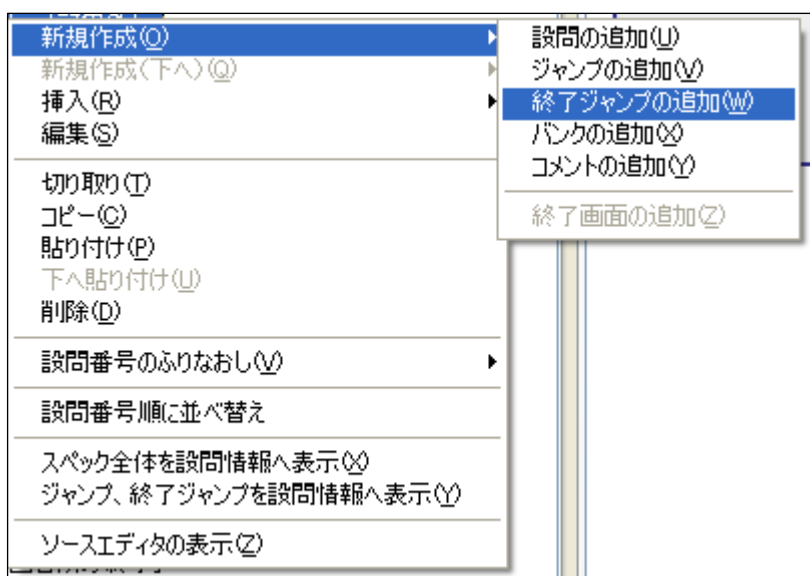 新規作成(O)
新規作成(下へ)(Q)
挿入(R)
編集(S)
切り取り(T)
コピー(C)
貼り付け(P)
下へ貼り付け(U)
削除(D)
設問番号のふりなおし(V)
設問番号順に並べ替え
スペック全体を設問情報へ表示(X)
ジャンプ、終了ジャンプを設問情報へ表示(Y)
ソースエディタの表示(Z)
設問の追加(U)
ジャンプの追加(V)
終了ジャンプの追加(W)
バンクの追加(X)
コメントの追加(Y)
終了画面の追加(Z)